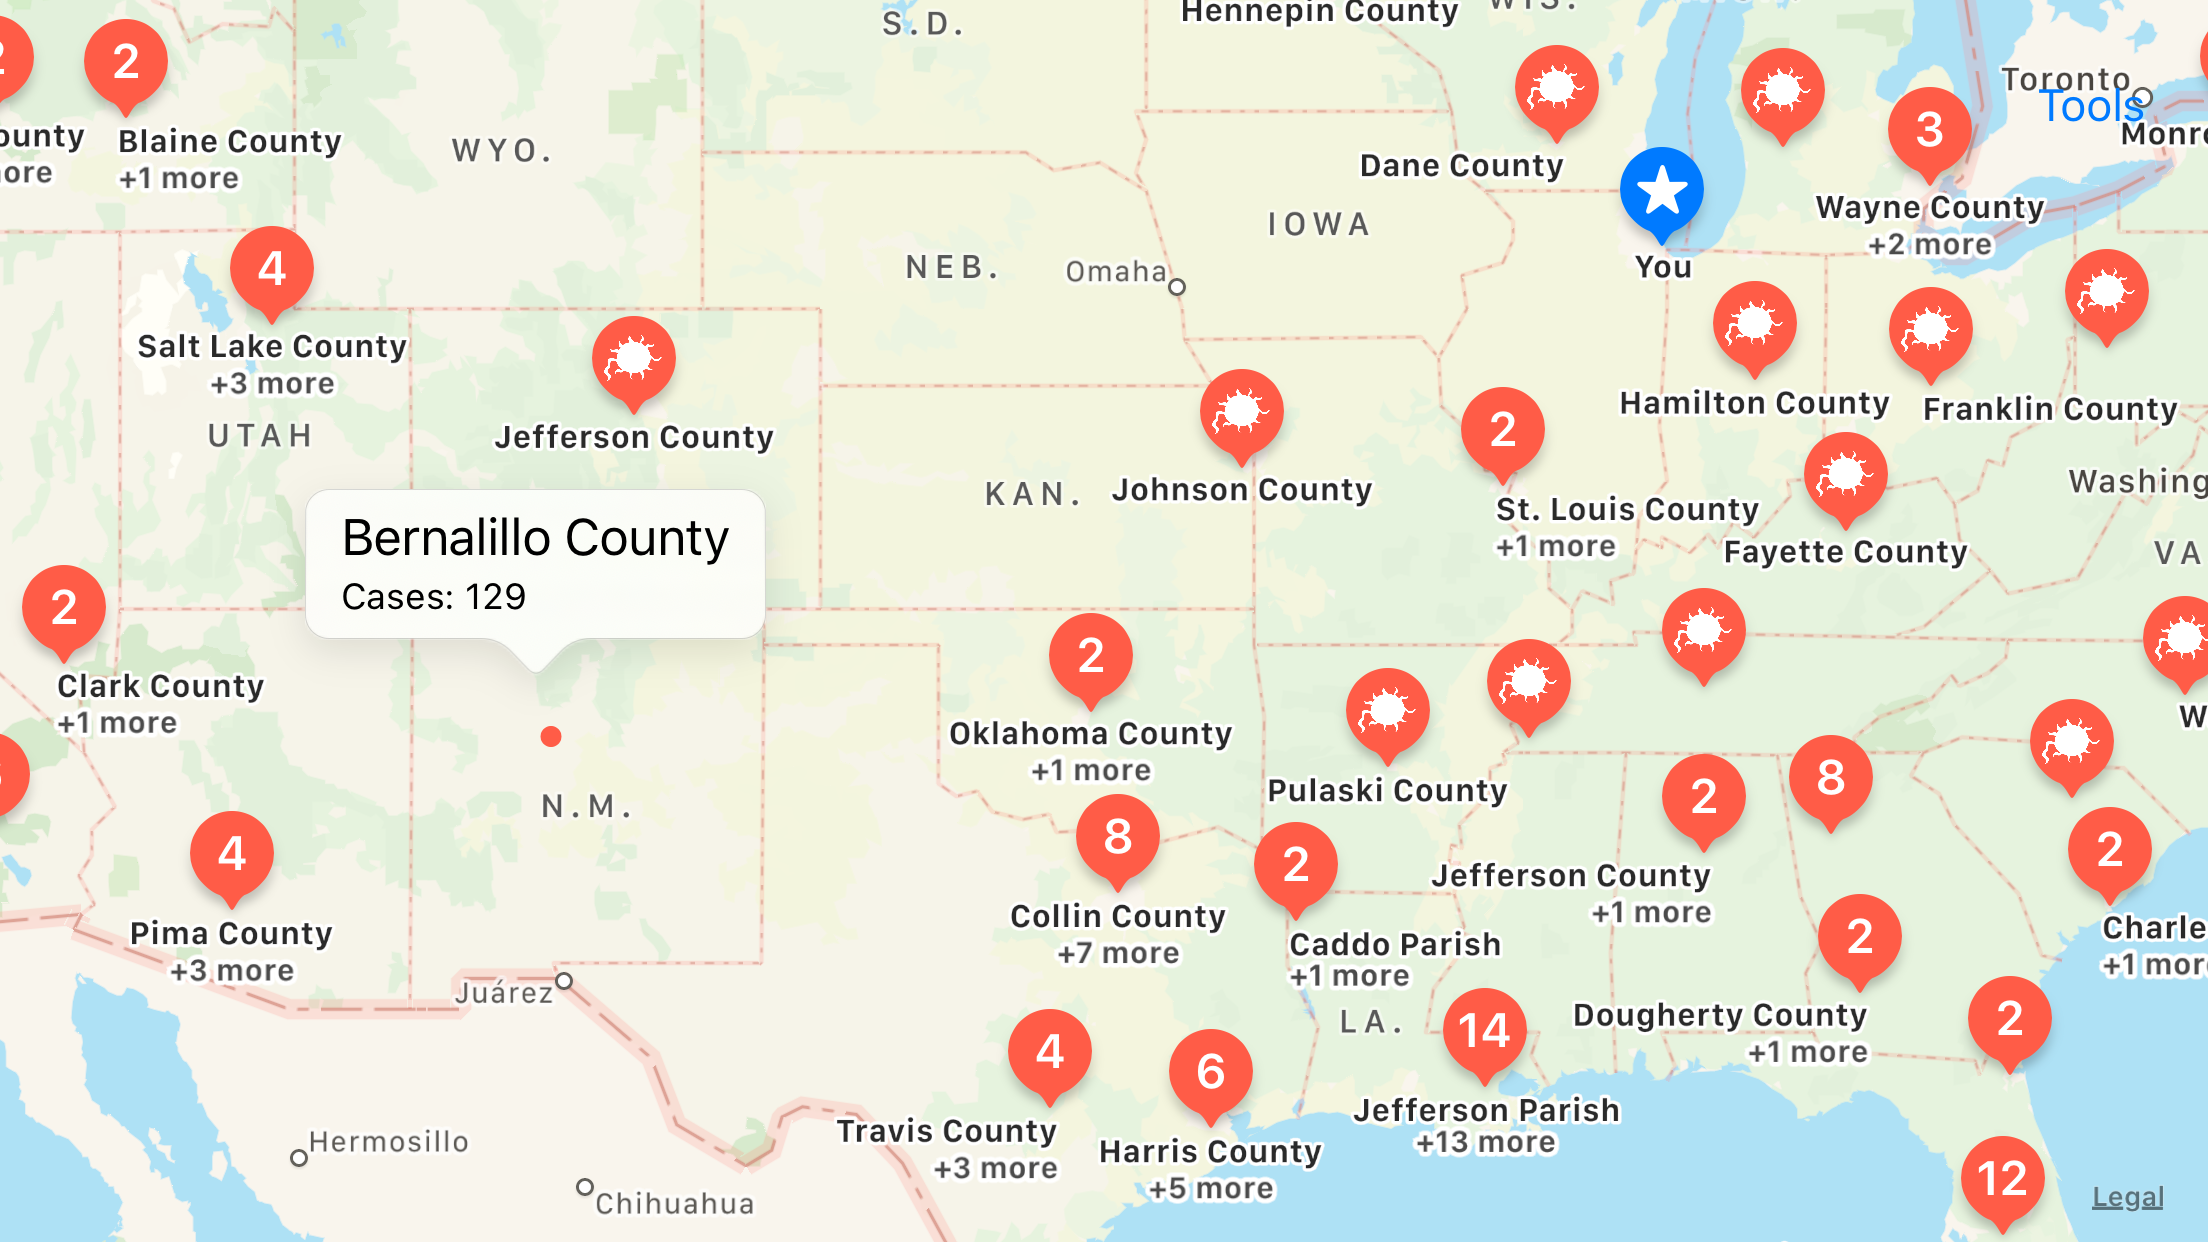 S.D.
Hennepin County
WIS.
2
Blaine County
+1 more
ounty
ore
WYO.
Dane County
3
Wayne County
+2 more
Toronto
Tools
Monro
IOWA
You
4
Salt Lake County
+3 more
NEB.
Omaha
UTAH
Jefferson County
Hamilton County
Franklin County
KAN.
Johnson County
2
St. Louis County
+1 more
Fayette County
Washing
VA
Bernalillo County
Cases: 129
2
Clark County
+1 more
2
Oklahoma County
+1 more
Pulaski County
W
N.M.
4
Pima County
+3 more
8
Collin County
+7 more
2
Caddo Parish
+1 more
2
Jefferson County
+1 more
8
2
Charle
+1 mor
2
Dougherty County
+1 more
2
Juárez
LA.
14
Jefferson Parish
+13 more
4
Travis County
+3 more
6
Harris County
+5 more
Hermosillo
Chihuahua
12
Legal